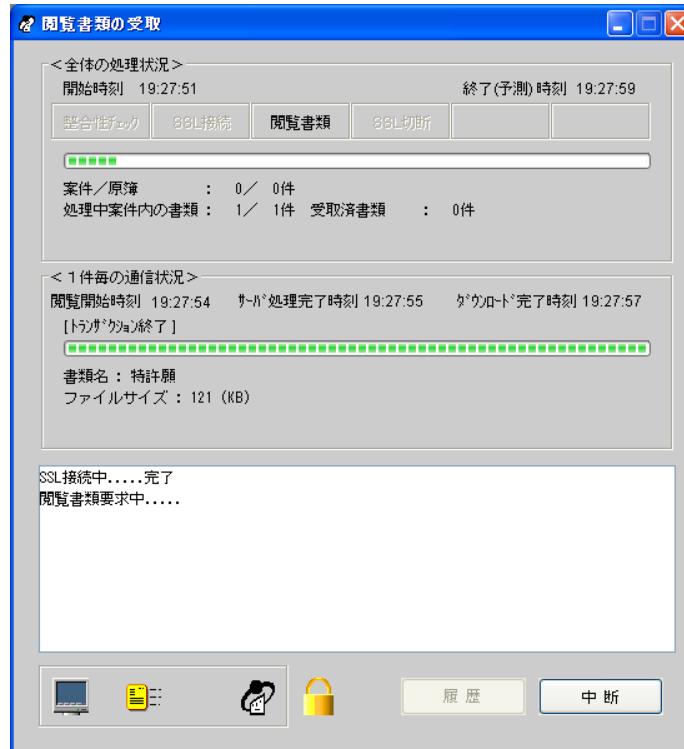 閲覧書類の受取
<全体の処理状況>
開始時刻 19:27:51 終了(予測)時刻 19:27:59
整合性ﾁｪｯｸ SSL接続 閲覧書類 SSL切断
案件／原簿 : 0／ 0件
処理中案件内の書類 : 1／ 1件 受取済書類 : 0件
<１件毎の通信状況>
閲覧開始時刻 19:27:54 ｻｰﾊﾞ処理完了時刻 19:27:55 ﾀﾞｳﾝﾛｰﾄﾞ完了時刻 19:27:57
[ﾄﾗﾝｻﾞｸｼｮﾝ終了]
書類名 : 特許願
ファイルサイズ : 121 (KB)
SSL接続中.....完了
閲覧書類要求中.....
履歴 中断